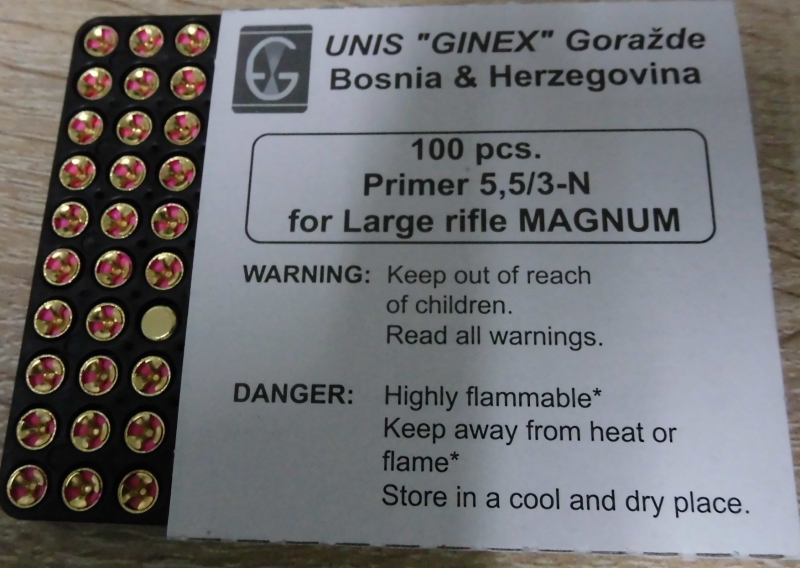 UNIS "GINEX" Goražde
Bosnia & Herzegovina
100 pcs.
Primer 5,5/3-N
for Large rifle MAGNUM
WARNING: Keep out of reach
of children.
Read all warnings.
DANGER: Highly flammable*
Keep away from heat or
flame*
Store in a cool and dry place.